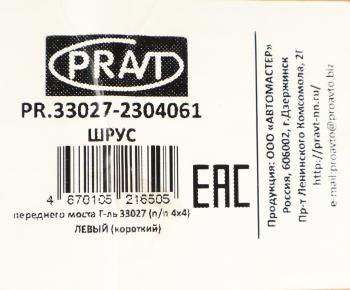 PRAVT
PR.33027-2304061
ШРУС
4 670105 216505
переднего моста Г-ль 33027 (п/п 4x4)
ЛЕВЫЙ (короткий)
EAC
Продукция: ООО «АВТОМАСТЕР»
Россия, 606002, г.Дзержинск
Пр-т Ленинского Комсомола, 2Г
http://pravt-nn.ru/
e-mail:proavto@proavto.biz